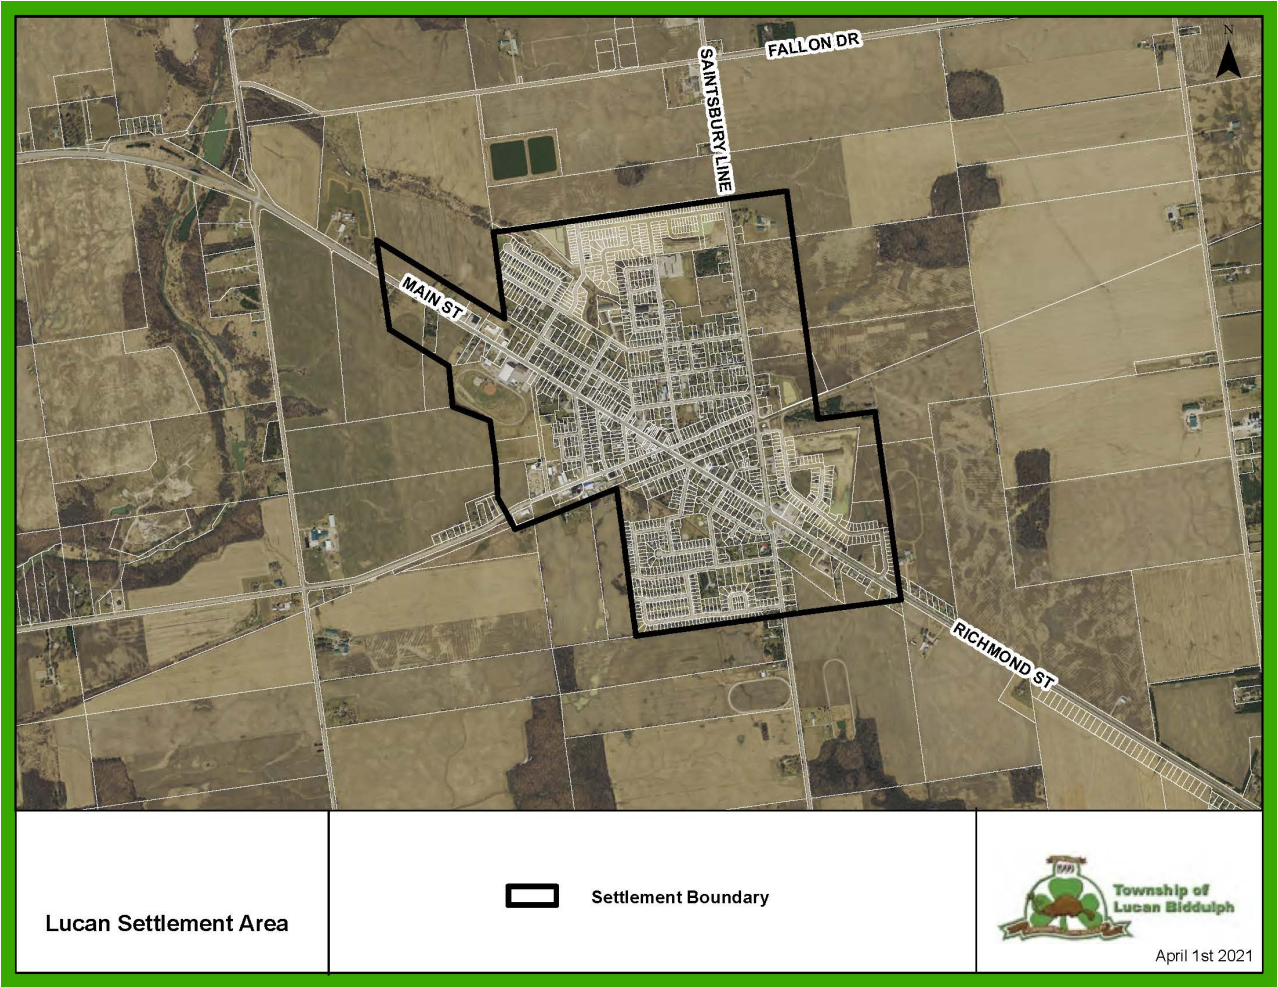 N
FALLON DR
SAINTSBURY LINE
MAIN ST
RICHMOND ST
Lucan Settlement Area
Settlement Boundary
Township of
Lucan Biddulph
April 1st 2021